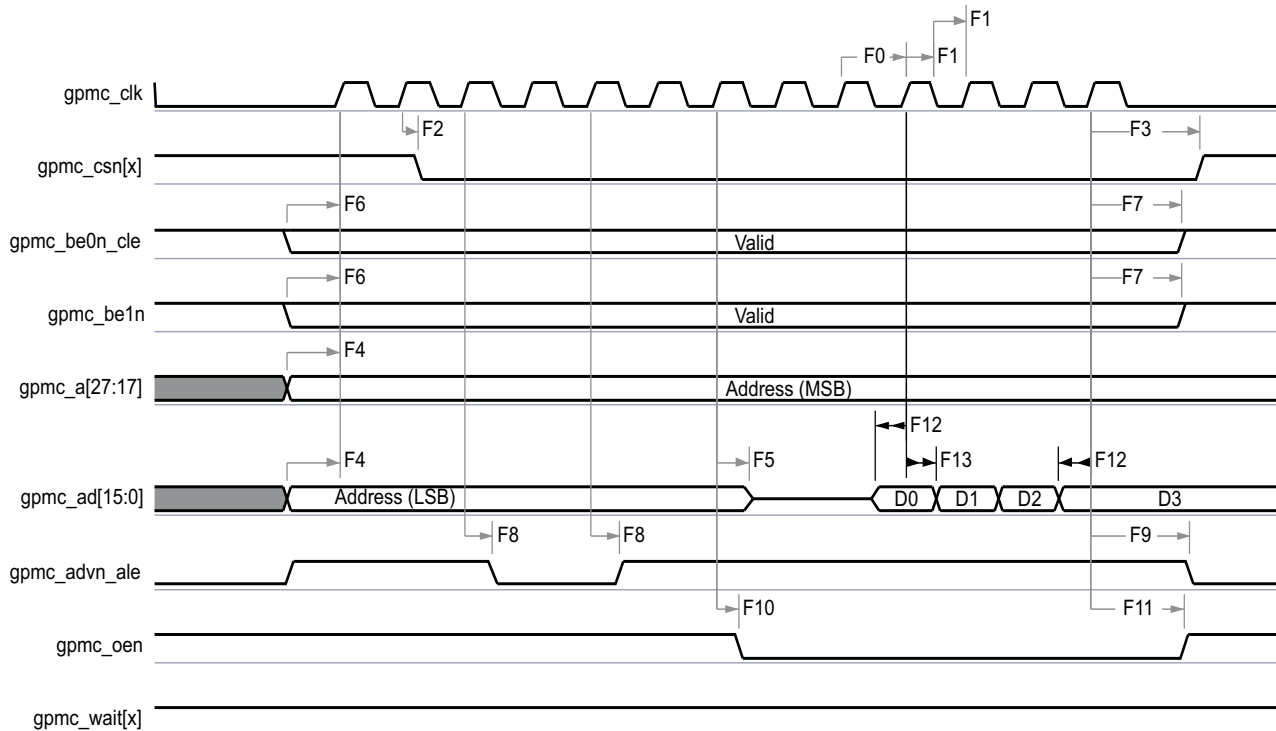 F1
F0 F1
gpmc_clk
F2 F3
gpmc_csn[x]
F6 F7
gpmc_be0n_cle Valid
F6 F7
gpmc_be1n Valid
F4
gpmc_a[27:17] Address (MSB)
F12
F4 F5 F13 F12
gpmc_ad[15:0] Address (LSB) D0 D1 D2 D3
F8 F8 F9
gpmc_advn_ale
F10 F11
gpmc_oen
gpmc_wait[x]